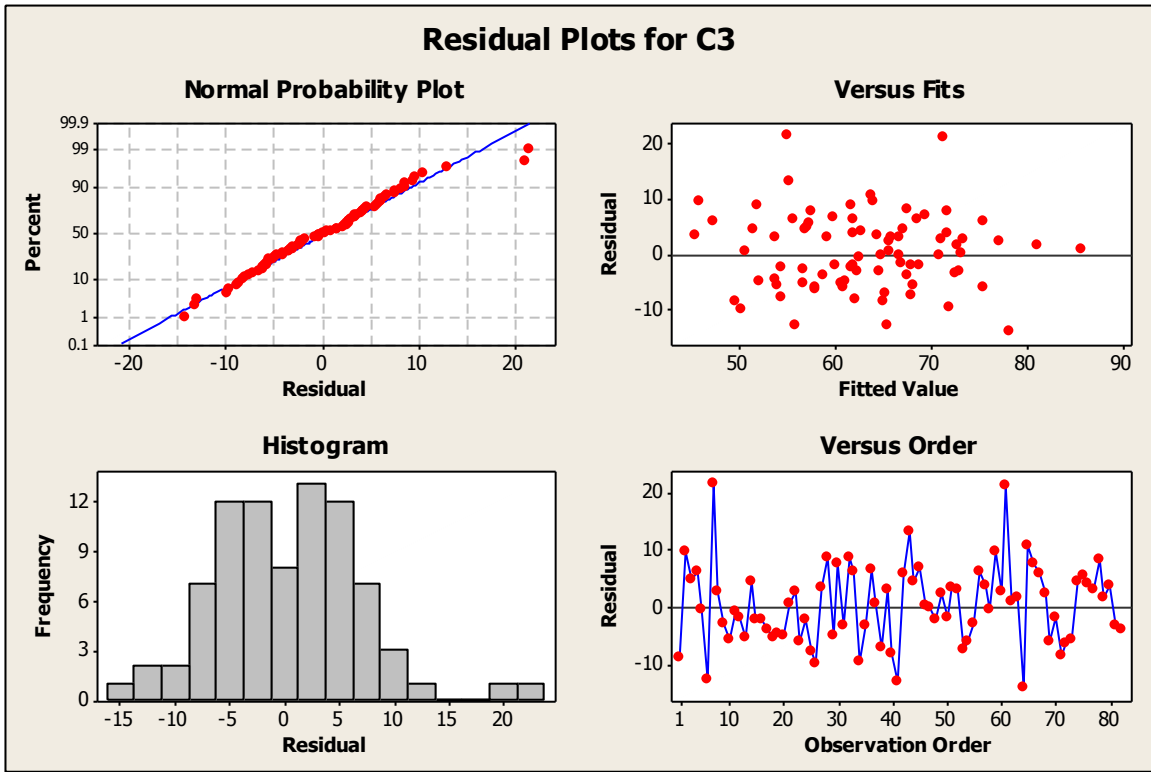 Residual Plots for C3
Normal Probability Plot
99.9
99
90
50
10
1
0.1
Percent
-20 -10 0 10 20
Residual
Versus Fits
20
10
0
-10
Residual
50 60 70 80 90
Fitted Value
Histogram
12
9
6
3
0
Frequency
-15 -10 -5 0 5 10 15 20
Residual
Versus Order
20
10
0
-10
Residual
1 10 20 30 40 50 60 70 80
Observation Order